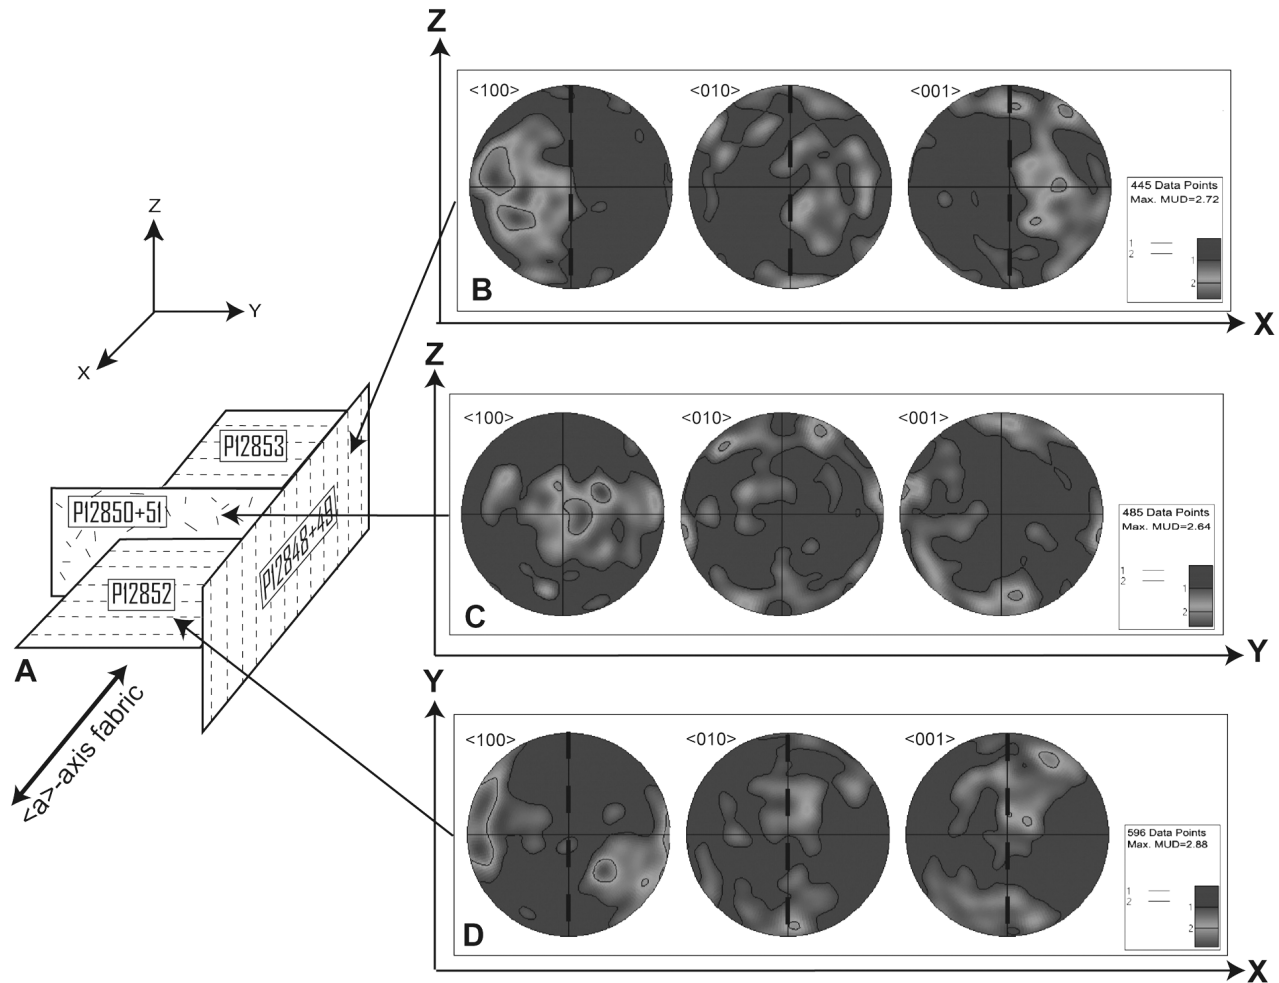 Z
Y
X
P12853
P12850+51
P12848+49
P12852
A
<a>-axis fabric
Z
<100>
<010>
<001>
445 Data Points
Max. MUD=2.72
1
2
1
2
B
X
Z
<100>
<010>
<001>
485 Data Points
Max. MUD=2.64
1
2
1
2
C
Y
Y
<100>
<010>
<001>
596 Data Points
Max. MUD=2.88
1
2
1
2
D
X